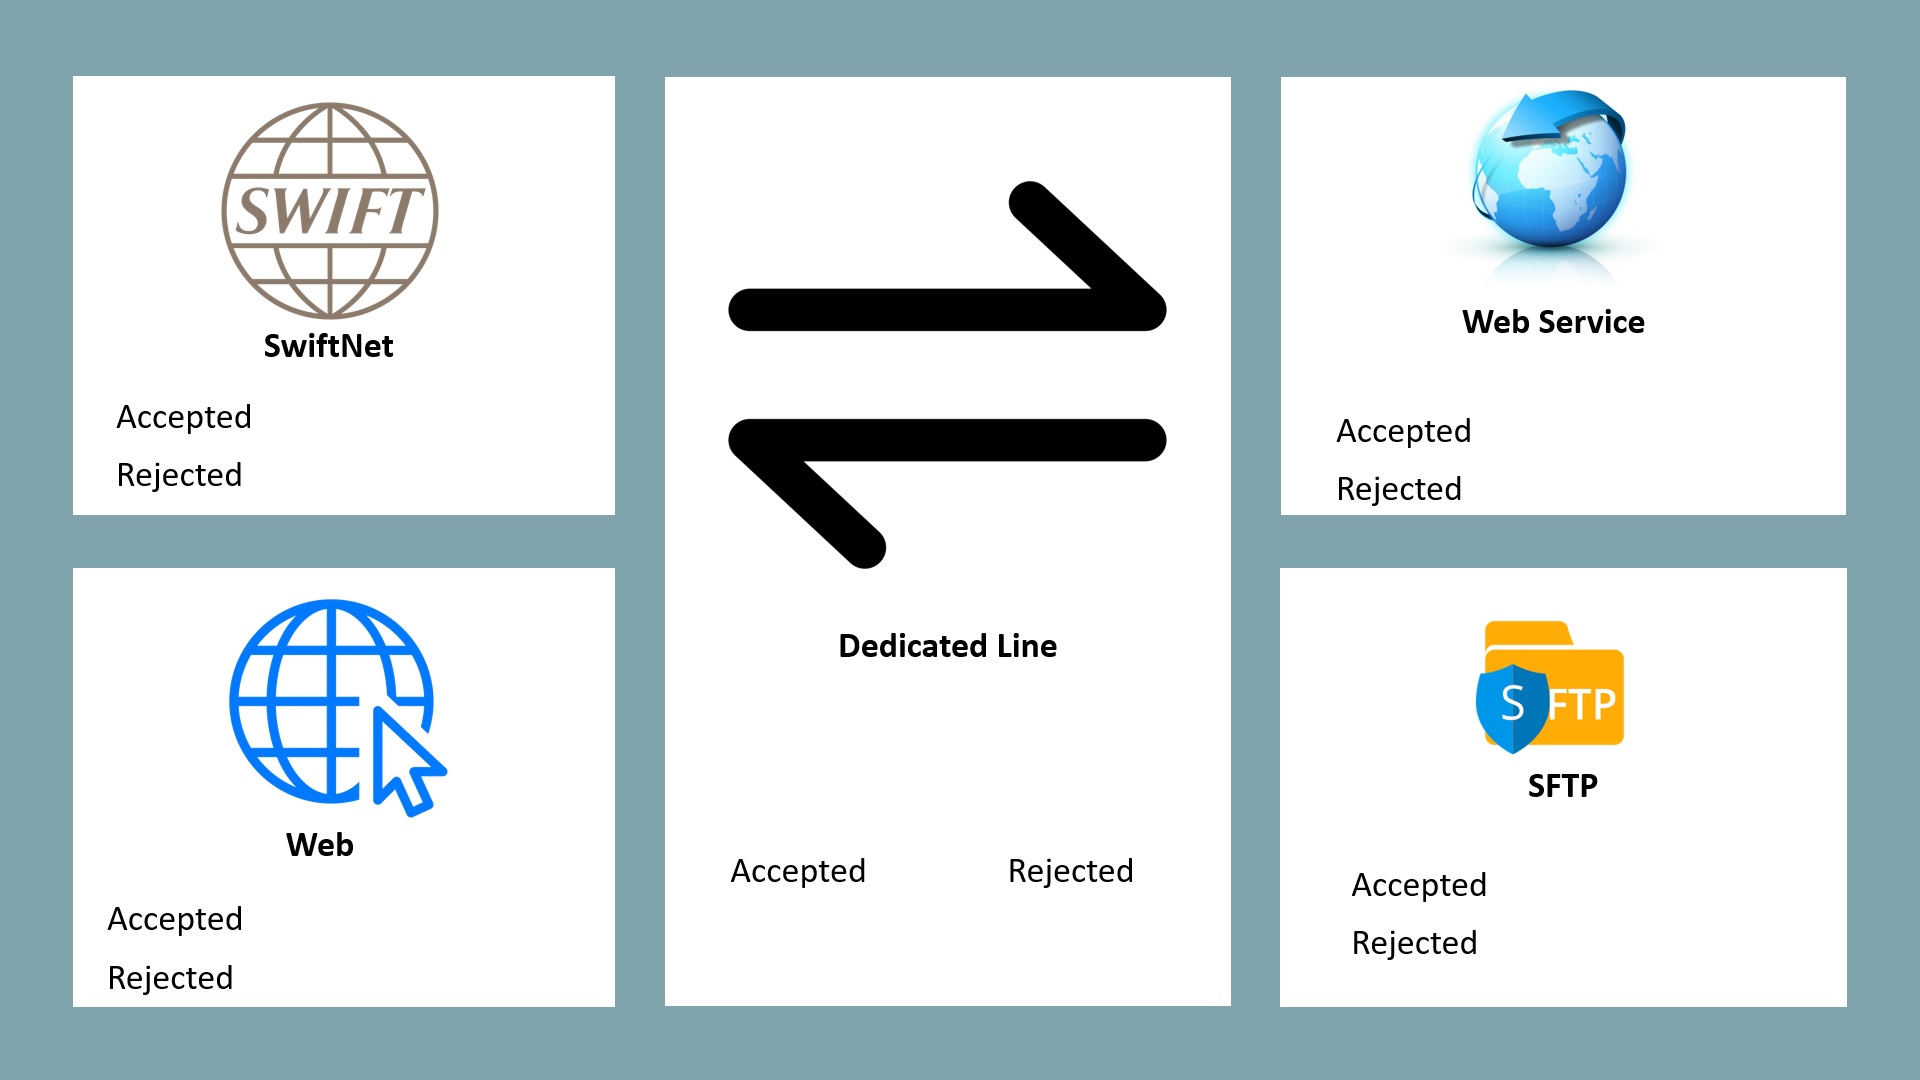 SWIFT
SwiftNet
Accepted
Rejected
Dedicated Line
Accepted Rejected
Web Service
Accepted
Rejected
Web
Accepted
Rejected
S FTP
SFTP
Accepted
Rejected